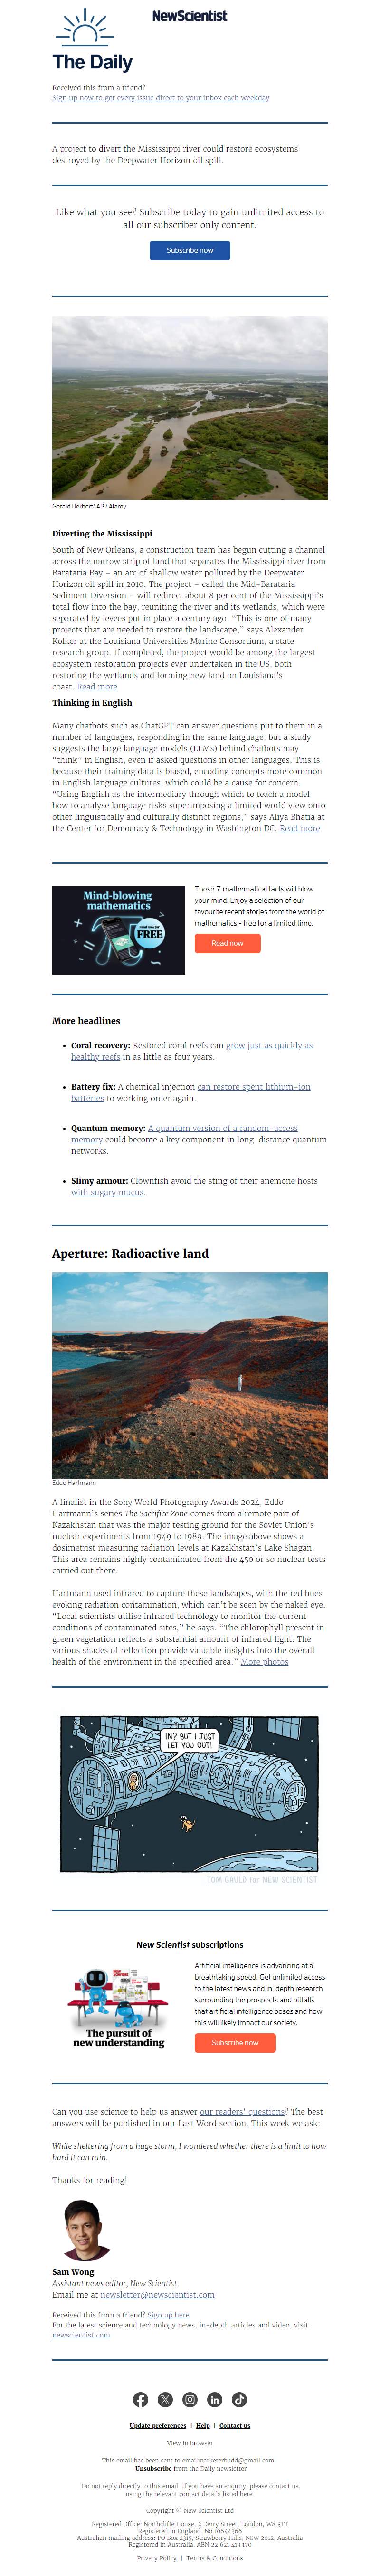 NewScientist
The Daily
Received this from a friend?
Sign up now to get every issue direct to your inbox each weekday
A project to divert the Mississippi river could restore ecosystems
destroyed by the Deepwater Horizon oil spill.
Like what you see? Subscribe today to gain unlimited access to
all our subscriber only content.
Subscribe now
Gerald Herbert/ AP / Alamy
Diverting the Mississippi
South of New Orleans, a construction team has begun cutting a channel
across the narrow strip of land that separates the Mississippi river from
Barataria Bay – an arc of shallow water polluted by the Deepwater
Horizon oil spill in 2010. The project – called the Mid-Barataria
Sediment Diversion – will redirect about 8 per cent of the Mississippi's
total flow into the bay, reuniting the river and its wetlands, which were
separated by levees put in place a century ago. “This is one of many
projects that are needed to restore the landscape,” says Alexander
Kolker at the Louisiana Universities Marine Consortium, a state
research group. If completed, the project would be among the largest
ecosystem restoration projects ever undertaken in the US, both
restoring the wetlands and forming new land on Louisiana's
coast. Read more
Thinking in English
Many chatbots such as ChatGPT can answer questions put to them in a
number of languages, responding in the same language, but a study
suggests the large language models (LLMs) behind chatbots may
“think” in English, even if asked questions in other languages. This is
because their training data is biased, encoding concepts more common
in English language cultures, which could be a cause for concern.
“Using English as the intermediary through which to teach a model
how to analyse language risks superimposing a limited world view onto
other linguistically and culturally distinct regions,” says Aliya Bhatia at
the Center for Democracy & Technology in Washington DC. Read more
Mind-blowing
mathematics
Read now for
FREE
These 7 mathematical facts will blow
your mind. Enjoy a selection of our
favourite recent stories from the world of
mathematics - free for a limited time.
Read now
More headlines
• Coral recovery: Restored coral reefs can grow just as quickly as
healthy reefs in as little as four years.
• Battery fix: A chemical injection can restore spent lithium-ion
batteries to working order again.
• Quantum memory: A quantum version of a random-access
memory could become a key component in long-distance quantum
networks.
• Slimy armour: Clownfish avoid the sting of their anemone hosts
with sugary mucus.
Aperture: Radioactive land
Eddo Hartmann
A finalist in the Sony World Photography Awards 2024, Eddo
Hartmann's series The Sacrifice Zone comes from a remote part of
Kazakhstan that was the major testing ground for the Soviet Union's
nuclear experiments from 1949 to 1989. The image above shows a
dosimetrist measuring radiation levels at Kazakhstan's Lake Shagan.
This area remains highly contaminated from the 450 or so nuclear tests
carried out there.
Hartmann used infrared to capture these landscapes, with the red hues
evoking radiation contamination, which can't be seen by the naked eye.
“Local scientists utilise infrared technology to monitor the current
conditions of contaminated sites,” he says. “The chlorophyll present in
green vegetation reflects a substantial amount of infrared light. The
various shades of reflection provide valuable insights into the overall
health of the environment in the specified area.” More photos
IN? BUT I JUST
LET YOU OUT!
TOM GAULD for NEW SCIENTIST
New Scientist subscriptions
The pursuit of
new understanding
Artificial intelligence is advancing at a
breathtaking speed. Get unlimited access
to the latest news and in-depth research
surrounding the prospects and pitfalls
that artificial intelligence poses and how
this will likely impact our society.
Subscribe now
Can you use science to help us answer our readers' questions? The best
answers will be published in our Last Word section. This week we ask:
While sheltering from a huge storm, I wondered whether there is a limit to how
hard it can rain.
Thanks for reading!
Sam Wong
Assistant news editor, New Scientist
Email me at newsletter@newscientist.com
Received this from a friend? Sign up here
For the latest science and technology news, in-depth articles and video, visit
newscientist.com
Update preferences | Help | Contact us
View in browser
This email has been sent to emailmarketerbudd@gmail.com.
Unsubscribe from the Daily newsletter
Do not reply directly to this email. If you have an enquiry, please contact us
using the relevant contact details listed here.
Copyright © New Scientist Ltd
Registered Office: Northcliffe House, 2 Derry Street, London, W8 5TT
Registered in England. No.10644366
Australian mailing address: PO Box 2315, Strawberry Hills, NSW 2012, Australia
Registered in Australia. ABN 22 621 413 170
Privacy Policy | Terms & Conditions